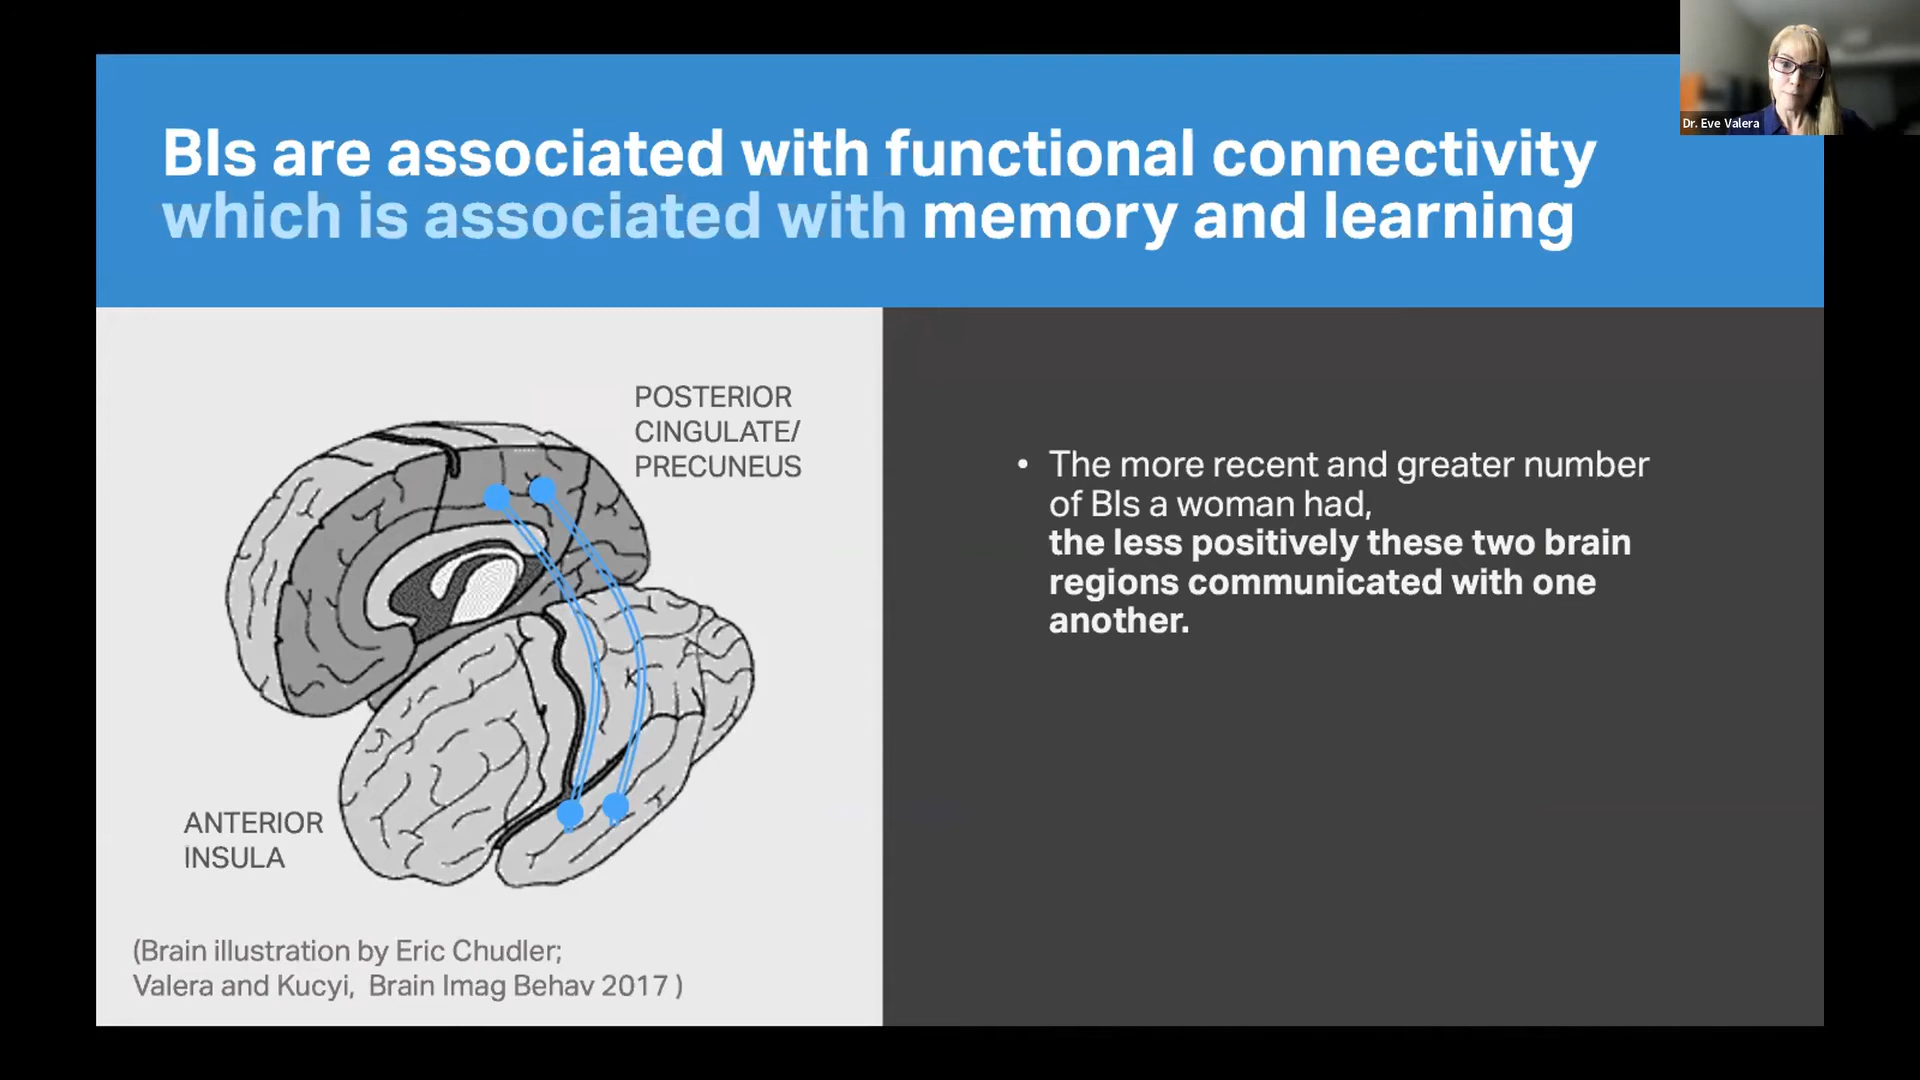 BIs are associated with functional connectivity
which is associated with memory and learning
Dr. Eve Valera
POSTERIOR
CINGULATE/
PRECUNEUS
ANTERIOR
INSULA
(Brain illustration by Eric Chudler;
Valera and Kucyi, Brain Imag Behav 2017 )
• The more recent and greater number
of BIs a woman had,
the less positively these two brain
regions communicated with one
another.